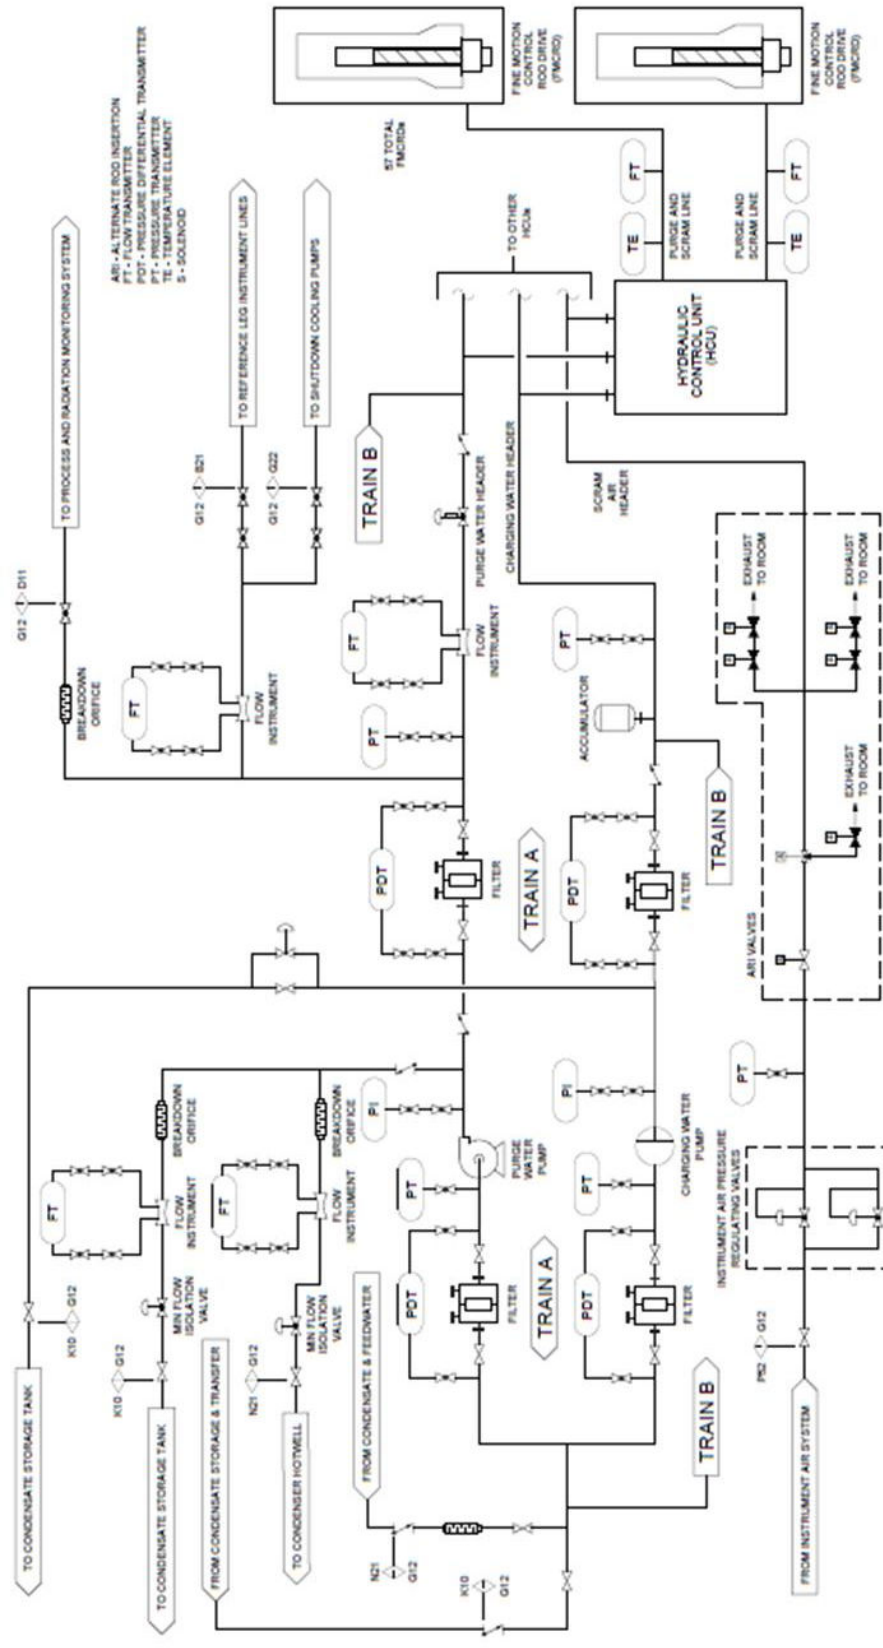 TO CONDENSATE STORAGE TANK
K10
G12
G12
D11
TO PROCESS AND RADIATION MONITORING SYSTEM
FT
BREAKDOWN
ORIFICE
ARI - ALTERNATE ROD INSERTION
FT - FLOW TRANSMITTER
PDT - PRESSURE DIFFERENTIAL TRANSMITTER
PT - PRESSURE TRANSMITTER
TE - TEMPERATURE ELEMENT
S - SOLENOID
K10
G12
TO CONDENSATE STORAGE TANK
MIN FLOW
ISOLATION
VALVE
FLOW
INSTRUMENT
BREAKDOWN
ORIFICE
FT
FLOW
INSTRUMENT
G12
B21
TO REFERENCE LEG INSTRUMENT LINES
FROM CONDENSATE STORAGE & TRANSFER
FT
G12
G22
TO SHUTDOWN COOLING PUMPS
N21
G12
TO CONDENSER HOTWELL
MIN FLOW
ISOLATION
VALVE
FLOW
INSTRUMENT
BREAKDOWN
ORIFICE
FROM CONDENSATE & FEEDWATER
PI
PDT
PT
FT
TRAIN B
57 TOTAL
FMCRDs
N21
G12
PDT
PT
PURGE
WATER
PUMP
FILTER
FILTER
FLOW
INSTRUMENT
PURGE WATER HEADER
TO OTHER
HCUs
FINE MOTION
CONTROL
ROD DRIVE
(FMCRD)
K10
G12
TRAIN A
TRAIN A
CHARGING WATER HEADER
PI
PDT
ACCUMULATOR
PT
SCRAM
AIR
HEADER
PDT
PT
CHARGING WATER
PUMP
FILTER
FILTER
HYDRAULIC
CONTROL UNIT
(HCU)
TE
FT
PURGE AND
SCRAM LINE
TRAIN B
TRAIN B
PURGE AND
SCRAM LINE
TE
FT
FINE MOTION
CONTROL
ROD DRIVE
(FMCRD)
INSTRUMENT AIR PRESSURE
REGULATING VALVES
PT
ARI VALVES
P52
G12
EXHAUST
TO ROOM
FROM INSTRUMENT AIR SYSTEM
EXHAUST
TO ROOM
EXHAUST
TO ROOM